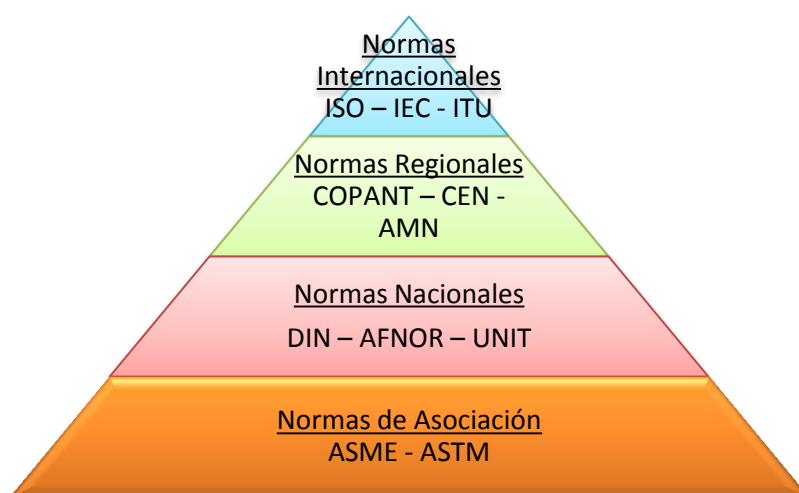 Normas
Internacionales
ISO – IEC - ITU
Normas Regionales
COPANT – CEN -
AMN
Normas Nacionales
DIN – AFNOR – UNIT
Normas de Asociación
ASME - ASTM